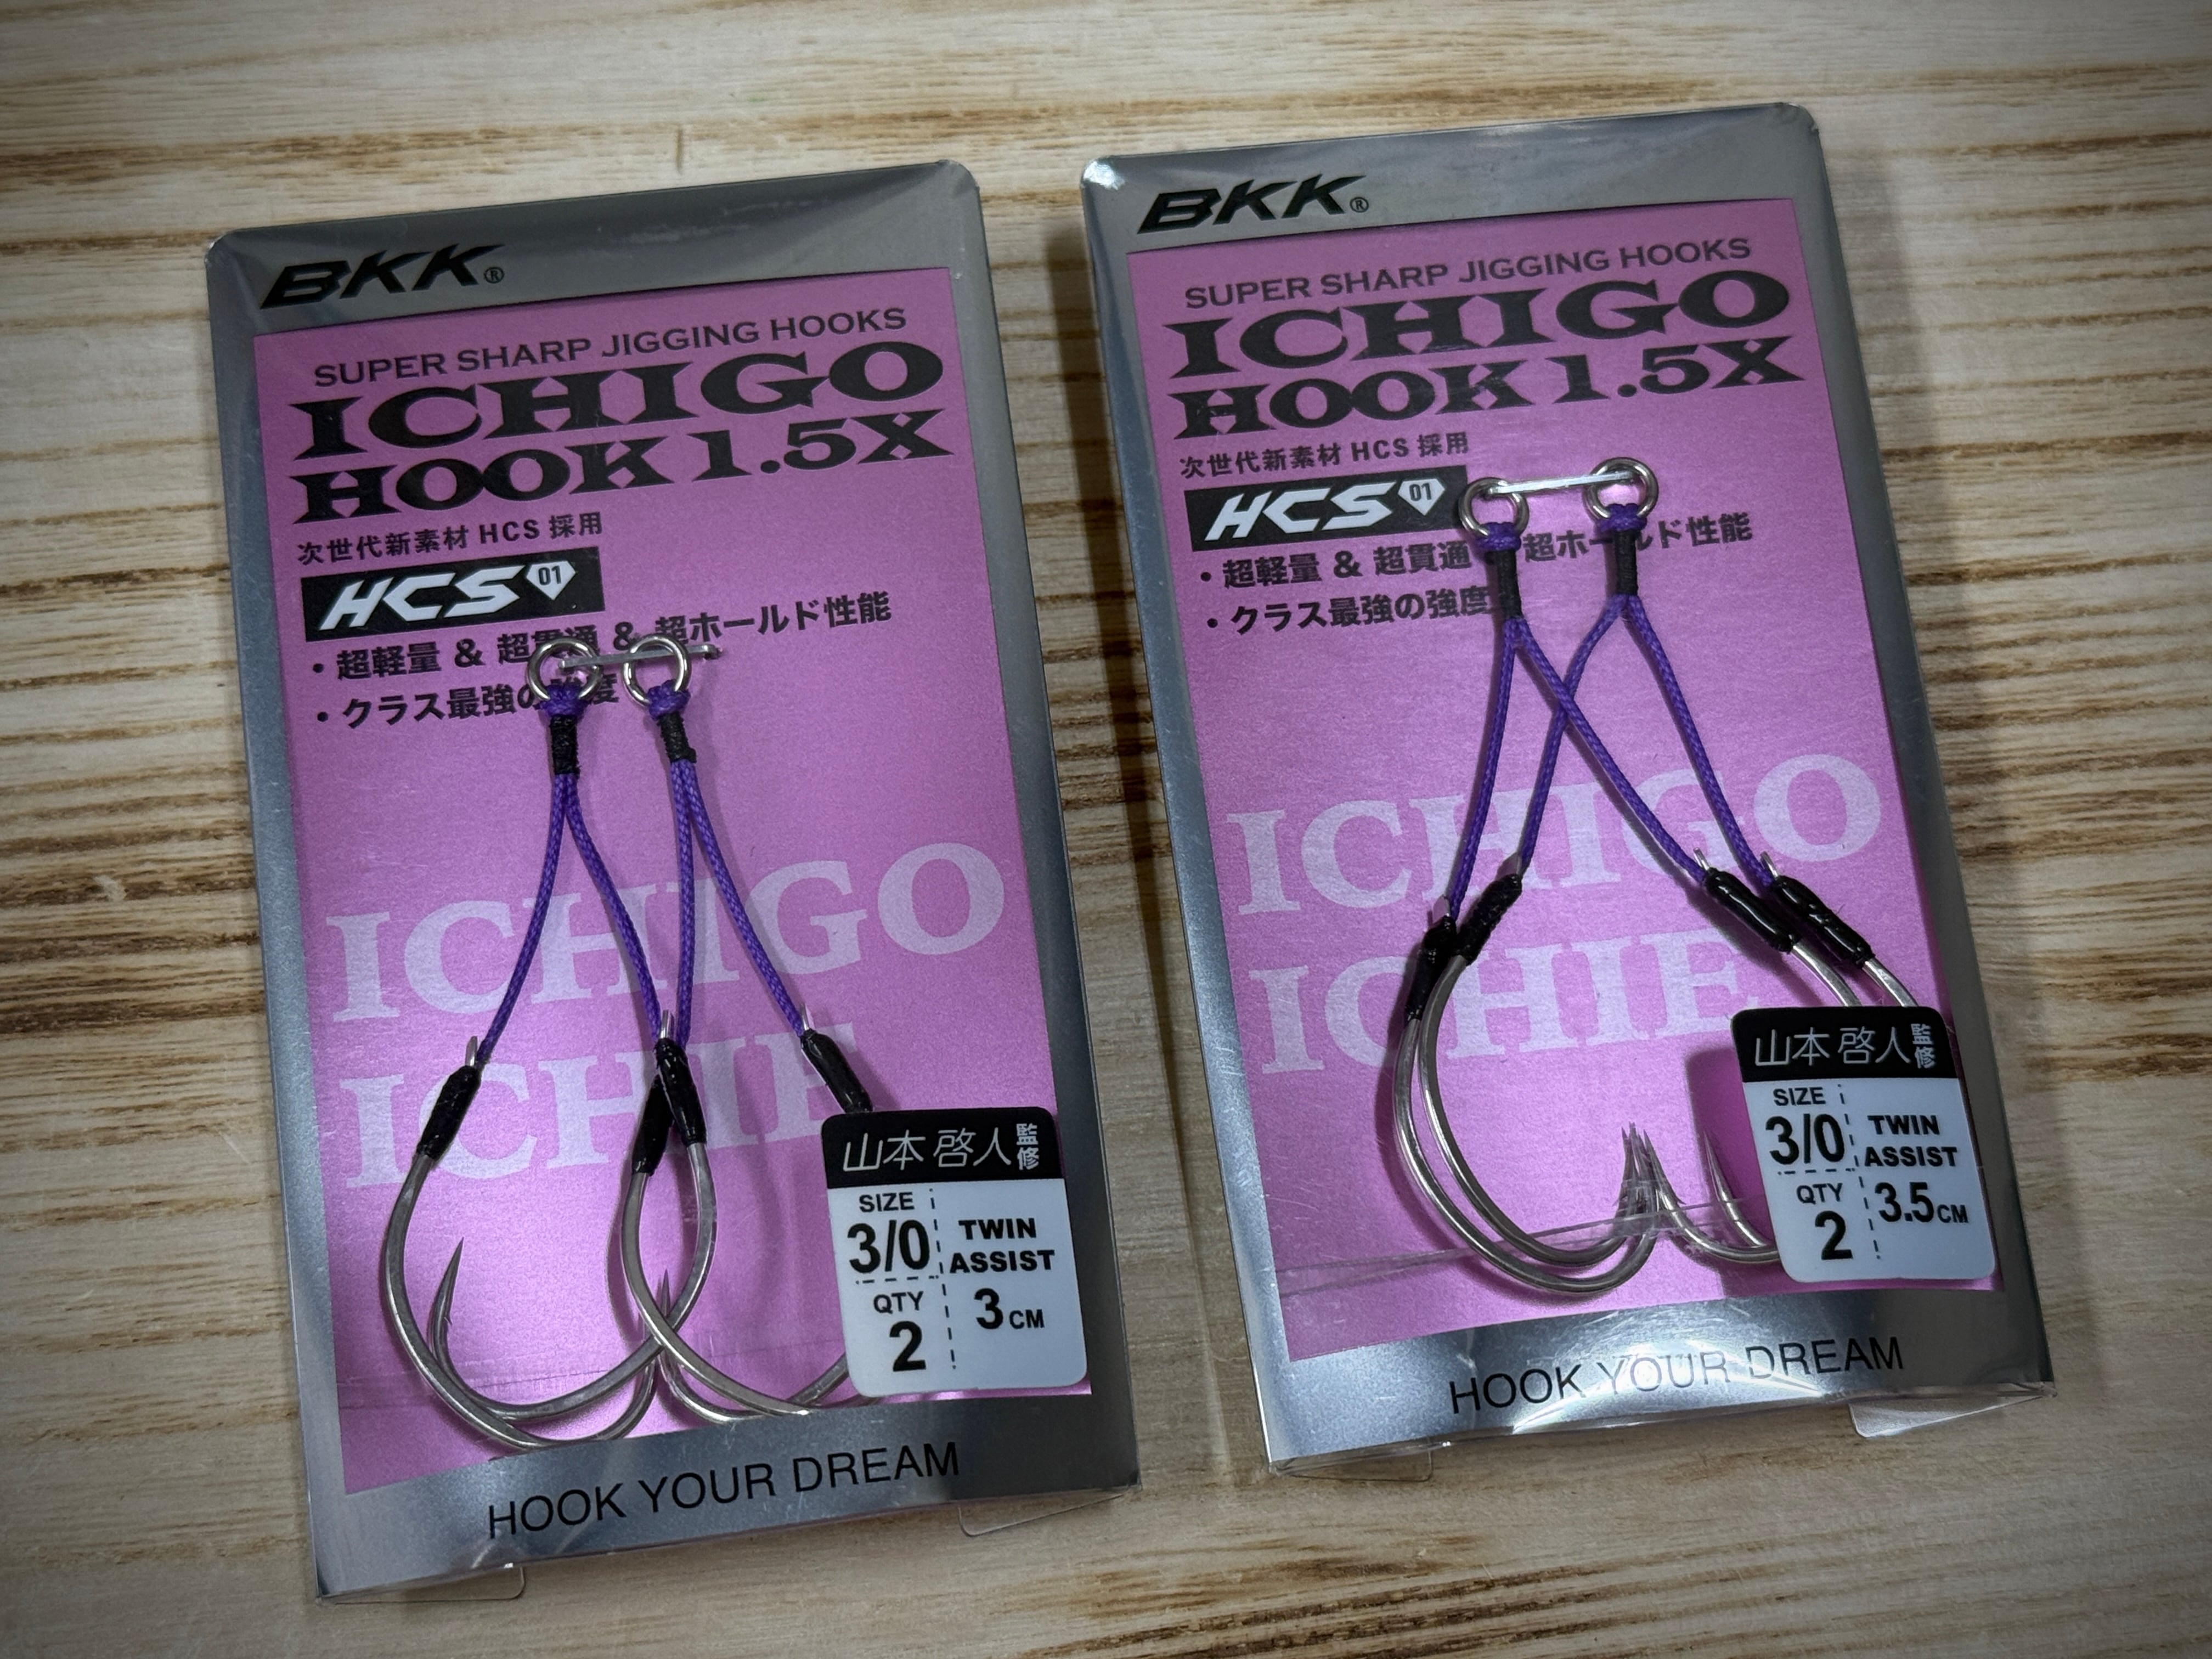 BKK®
SUPER SHARP JIGGING HOOKS
ICHIGO
HOOK 1.5X
次世代新素材 HCS 採用
HCS 01
・超軽量 & 超貫通 & 超ホールド性能
・クラス最強の強度
ICHIGO
ICHIE
山本 啓人 監修
SIZE
3/0
TWIN
ASSIST
QTY
2
3CM
HOOK YOUR DREAM
BKK®
SUPER SHARP JIGGING HOOKS
ICHIGO
HOOK 1.5X
次世代新素材 HCS 採用
HCS 01
・超軽量 & 超貫通 超ホールド性能
・クラス最強の強度
ICHIGO
ICHIE
山本 啓人 監修
SIZE
3/0
TWIN
ASSIST
QTY
2
3.5CM
HOOK YOUR DREAM